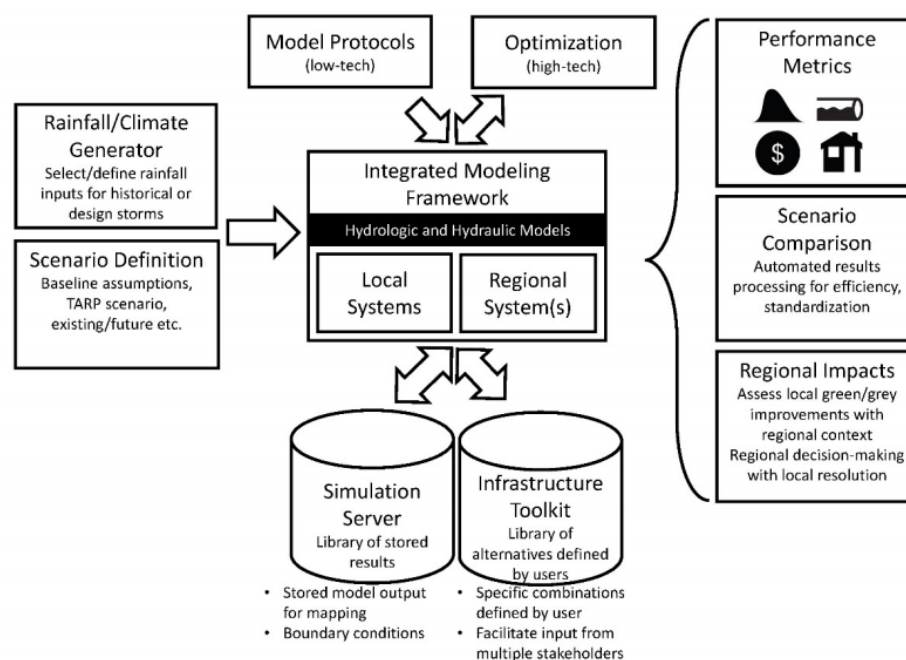 Model Protocols
(low-tech)
Optimization
(high-tech)
Rainfall/Climate
Generator
Select/define rainfall
inputs for historical or
design storms
Scenario Definition
Baseline assumptions,
TARP scenario,
existing/future etc.
Integrated Modeling
Framework
Hydrologic and Hydraulic Models
Local
Systems
Regional
System(s)
Simulation
Server
Library of stored
results
• Stored model output
for mapping
• Boundary conditions
Infrastructure
Toolkit
Library of
alternatives defined
by users
• Specific combinations
defined by user
• Facilitate input from
multiple stakeholders
Performance
Metrics
$
Scenario
Comparison
Automated results
processing for efficiency,
standardization
Regional Impacts
Assess local green/grey
improvements with
regional context
Regional decision-making
with local resolution